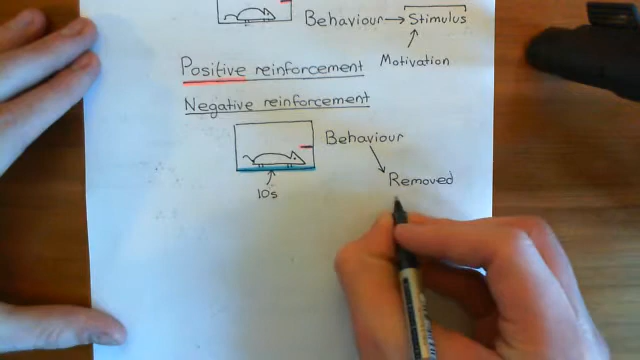 Behaviour → Stimulus
Motivation
Positive reinforcement
Negative reinforcement
Behaviour
Removed
10s